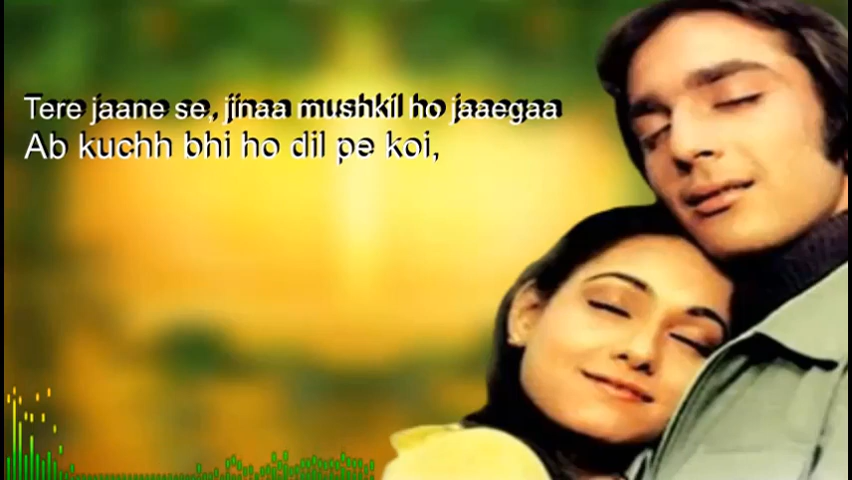 Tere jaane se, jinaa mushkil ho jaaegaa
Ab kuchh bhi ho dil pe koi,